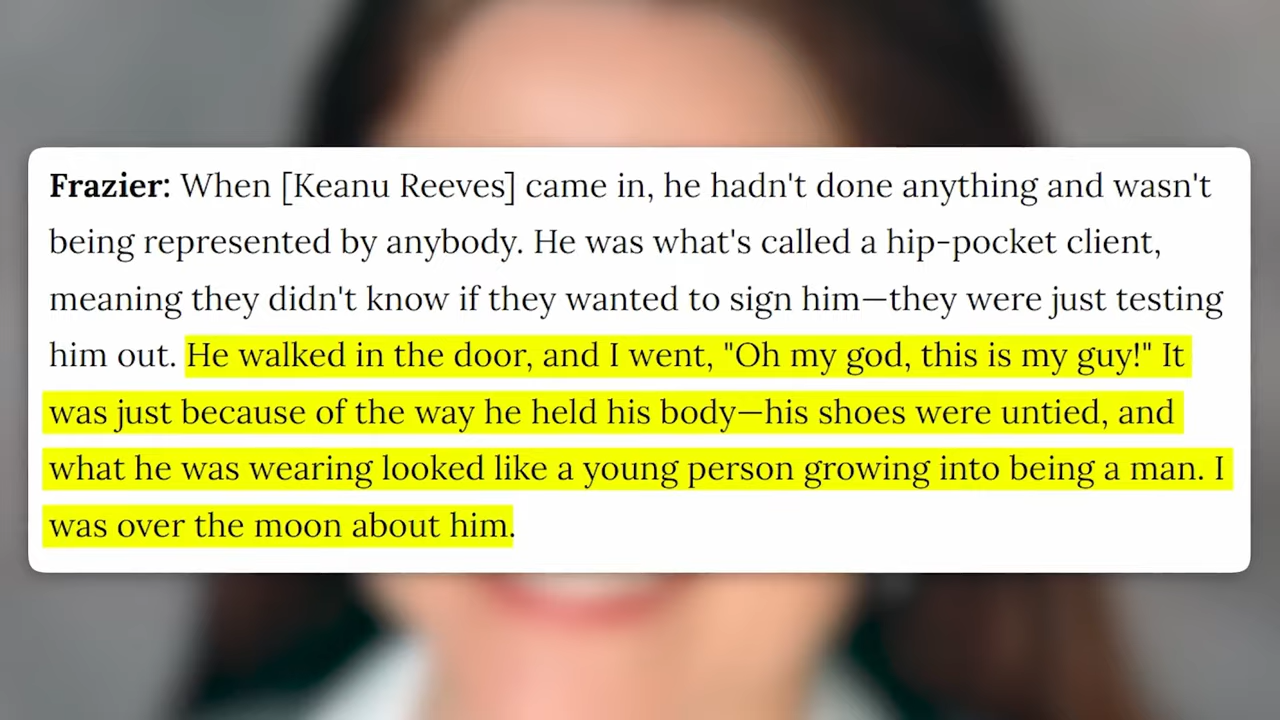 Frazier: When [Keanu Reeves] came in, he hadn't done anything and wasn't
being represented by anybody. He was what's called a hip-pocket client,
meaning they didn't know if they wanted to sign him—they were just testing
him out. He walked in the door, and I went, "Oh my god, this is my guy!" It
was just because of the way he held his body—his shoes were untied, and
what he was wearing looked like a young person growing into being a man. I
was over the moon about him.